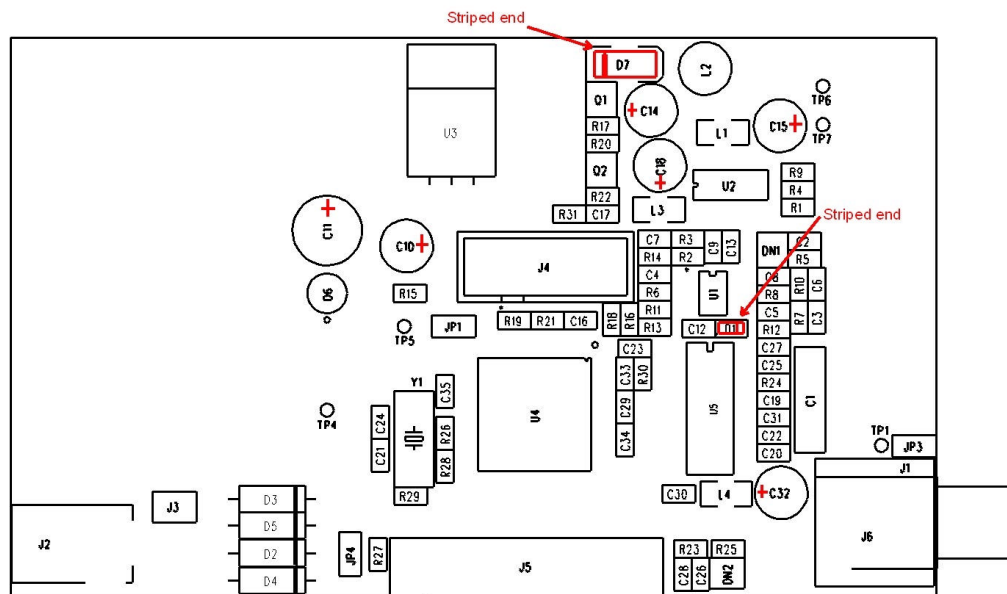 Striped end
D7
L2
Q1
C14
TP6
U3
R17
L1
C15
TP7
R20
Q2
C18
U2
R9
R4
R22
R1
R31
C17
L3
Striped end
C11
C10
C7
R3
C9
C13
DN1
C2
R14
R2
R5
J4
C4
C8
R10
C6
D6
R15
R6
U1
R8
R11
C5
R19
R21
C16
R18
R16
R13
C12
D1
R12
R7
C3
TP5
JP1
C27
C23
C25
Y1
C35
C33
R30
R24
TP4
C24
R26
U4
C29
U5
C19
C1
C31
C21
R28
C34
C22
TP1
JP3
C20
J1
R29
C30
L4
C32
D3
J3
D5
J2
D2
JP4
R27
J5
R23
R25
J6
D4
C28
C26
DN2